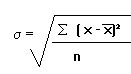 σ = √ Σ ( x - x̅ )²
n